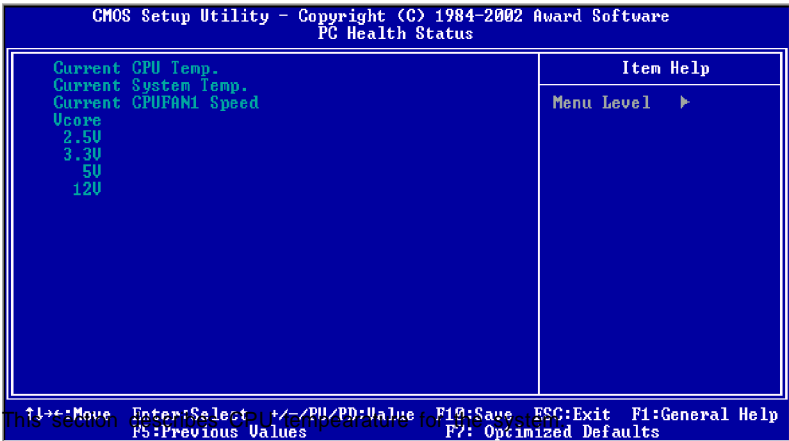 CMOS Setup Utility - Copyright (C) 1984-2002 Award Software
PC Health Status
Current CPU Temp.
Current System Temp.
Current CPUFAN1 Speed
Vcore
2.5V
3.3V
5V
12V
Item Help
Menu Level ►
↑↓→←:Move Enter:Select +/-/PU/PD:Value F10:Save ESC:Exit F1:General Help
This section describes CPU tempearature for the system.
F5:Previous Values F7: Optimized Defaults